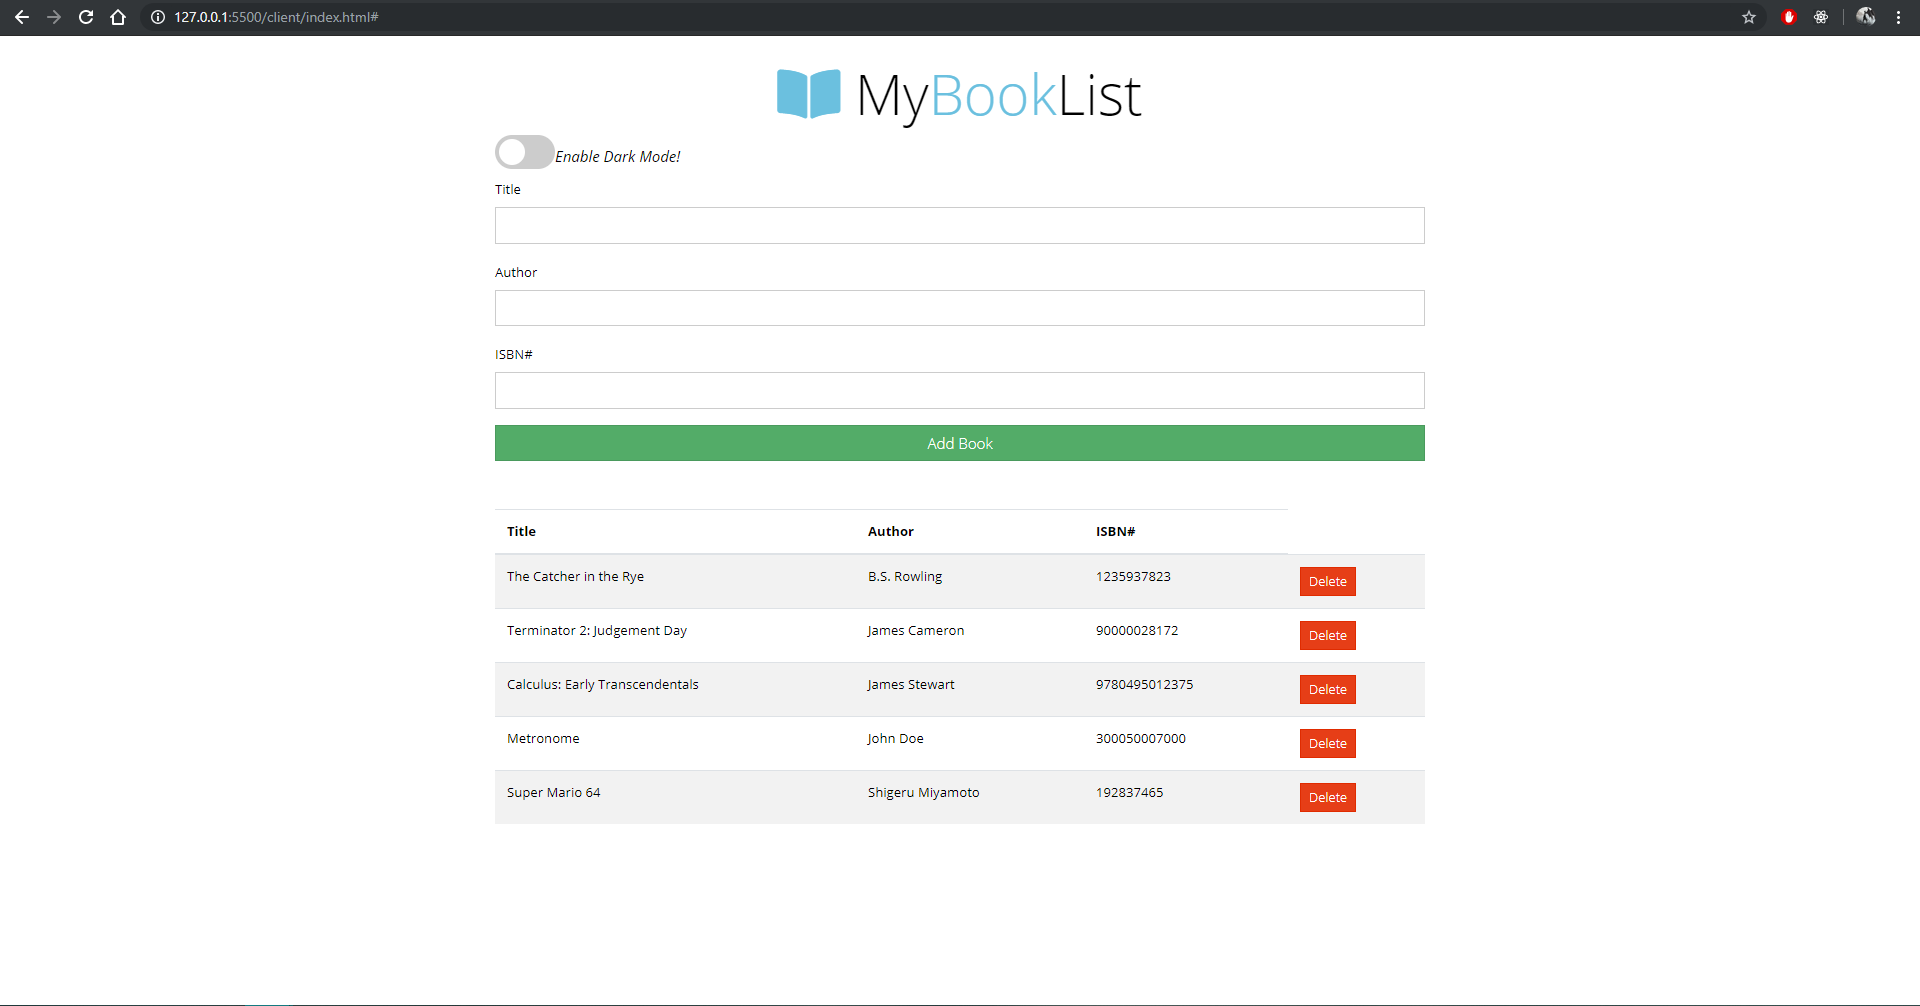 127.0.0.1:5500/client/index.html#
MyBookList
Enable Dark Mode!
Title
Author
ISBN#
Add Book
Title Author ISBN#
The Catcher in the Rye B.S. Rowling 1235937823 Delete
Terminator 2: Judgement Day James Cameron 90000028172 Delete
Calculus: Early Transcendentals James Stewart 9780495012375 Delete
Metronome John Doe 300050007000 Delete
Super Mario 64 Shigeru Miyamoto 192837465 Delete